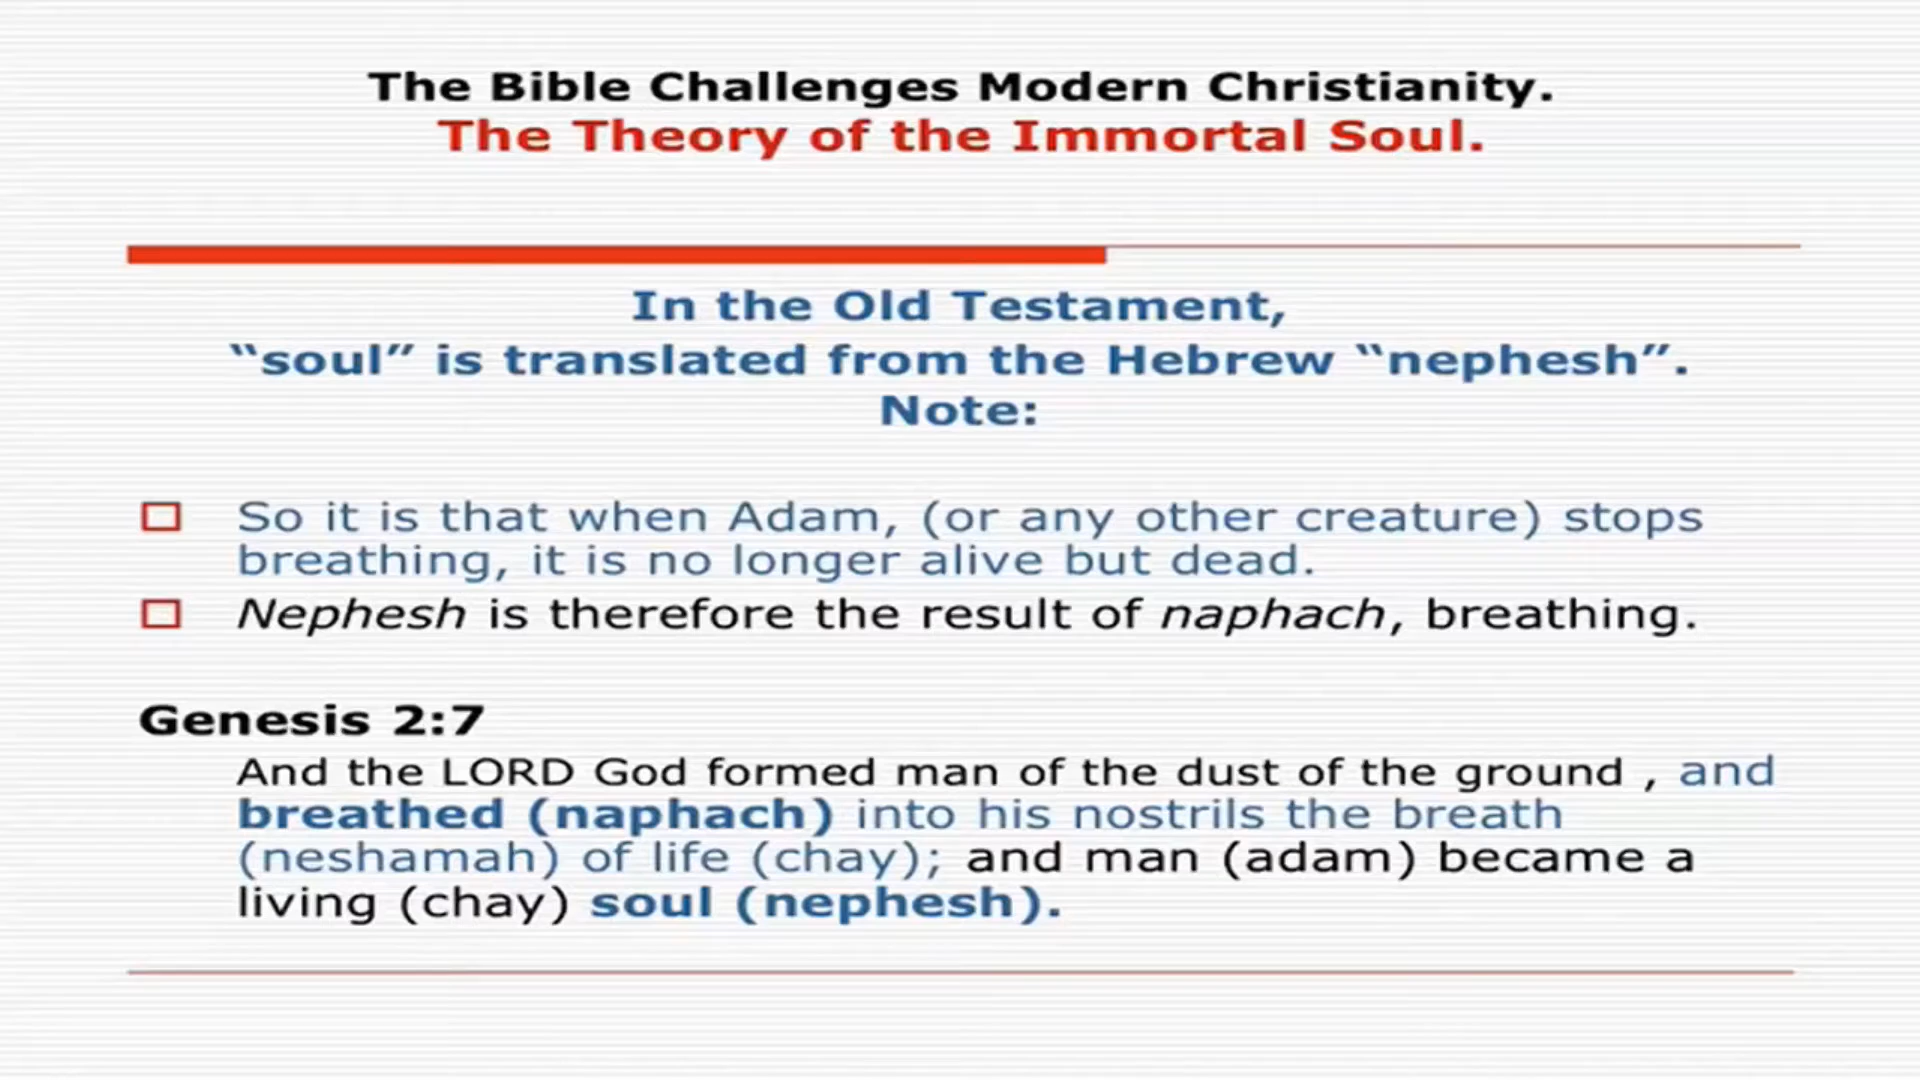 The Bible Challenges Modern Christianity.
The Theory of the Immortal Soul.
In the Old Testament,
“soul” is translated from the Hebrew “nephesh”.
Note:
So it is that when Adam, (or any other creature) stops
breathing, it is no longer alive but dead.
Nephesh is therefore the result of naphach, breathing.
Genesis 2:7
And the LORD God formed man of the dust of the ground , and
breathed (naphach) into his nostrils the breath
(neshamah) of life (chay); and man (adam) became a
living (chay) soul (nephesh).